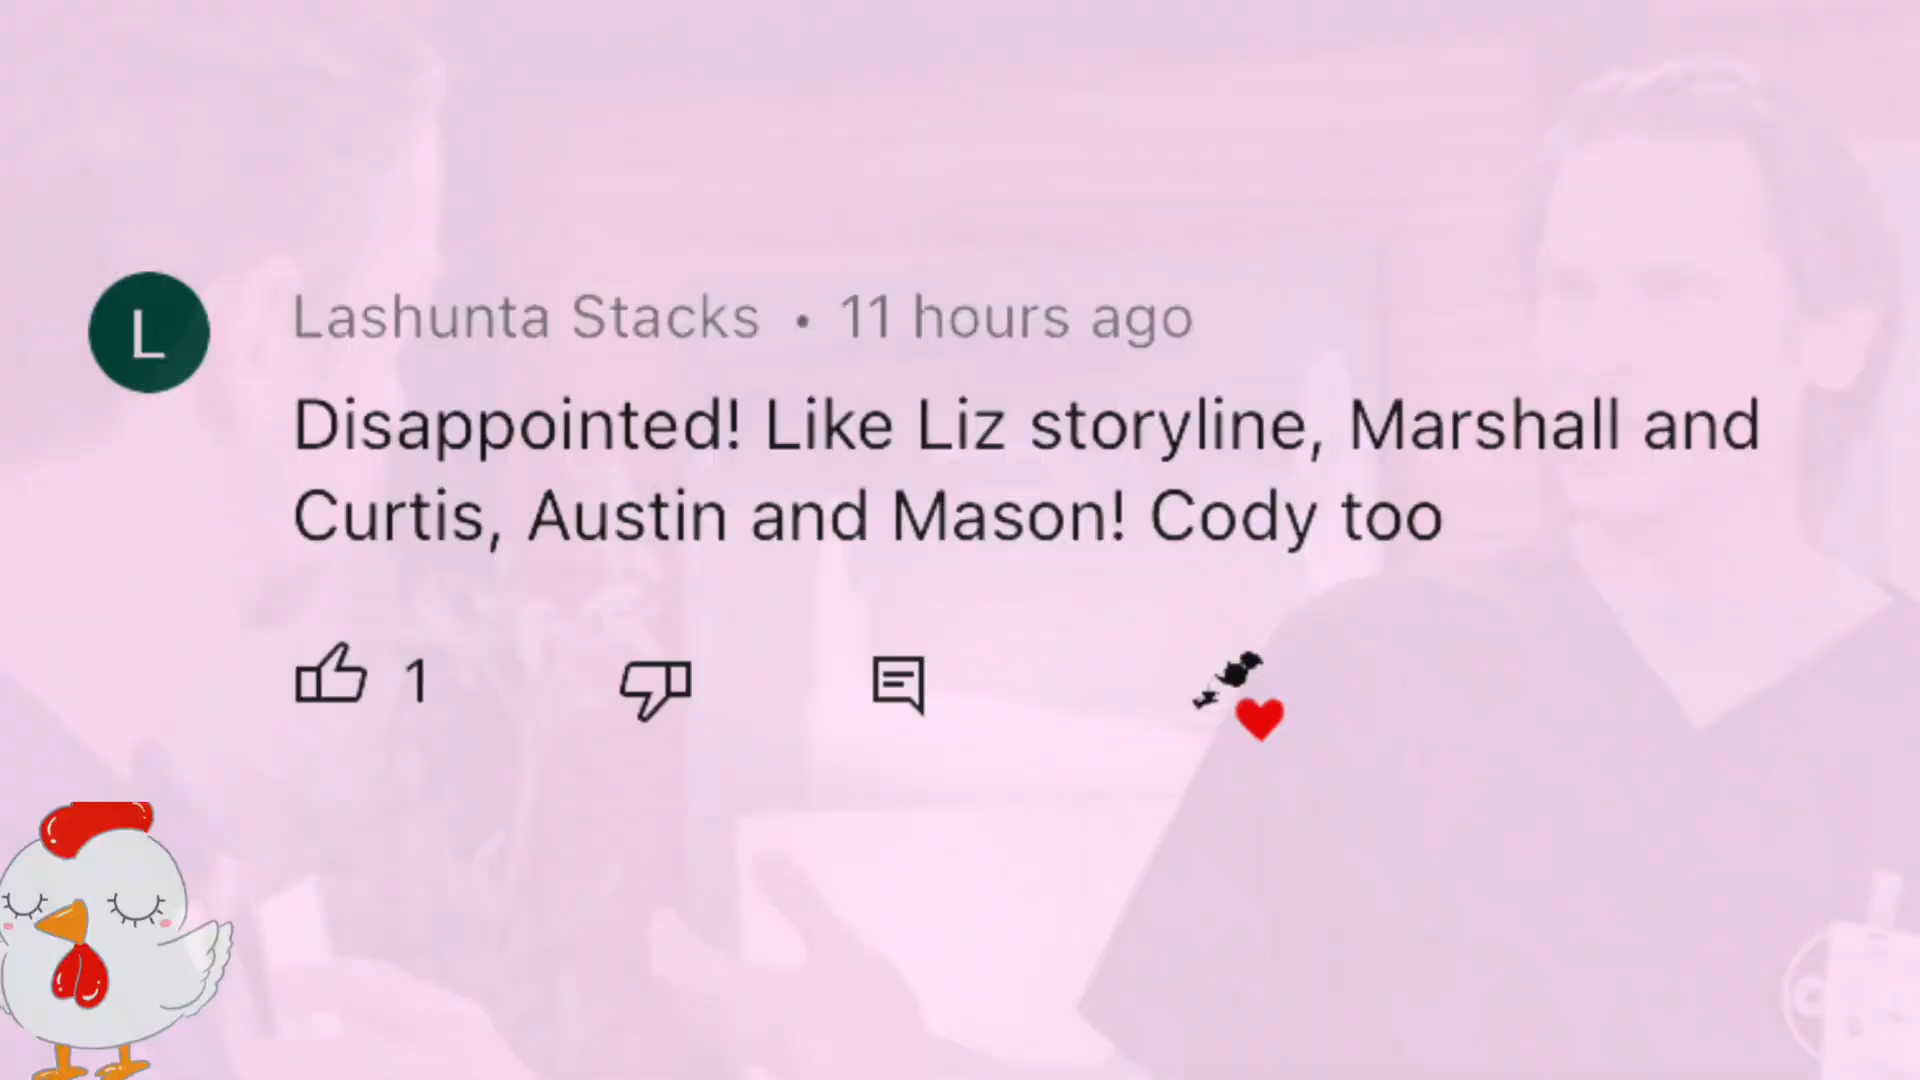 L
Lashunta Stacks • 11 hours ago
Disappointed! Like Liz storyline, Marshall and
Curtis, Austin and Mason! Cody too
1